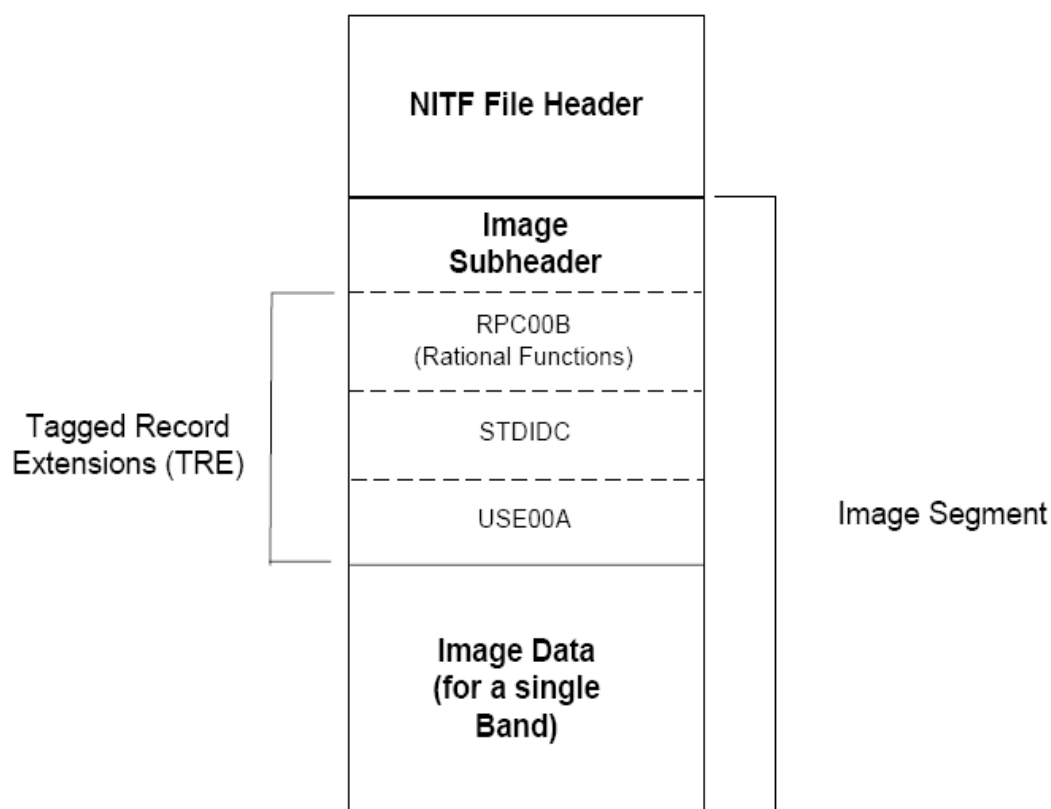 NITF File Header
Image
Subheader
RPC00B
(Rational Functions)
STDIDC
USE00A
Tagged Record
Extensions (TRE)
Image Segment
Image Data
(for a single
Band)